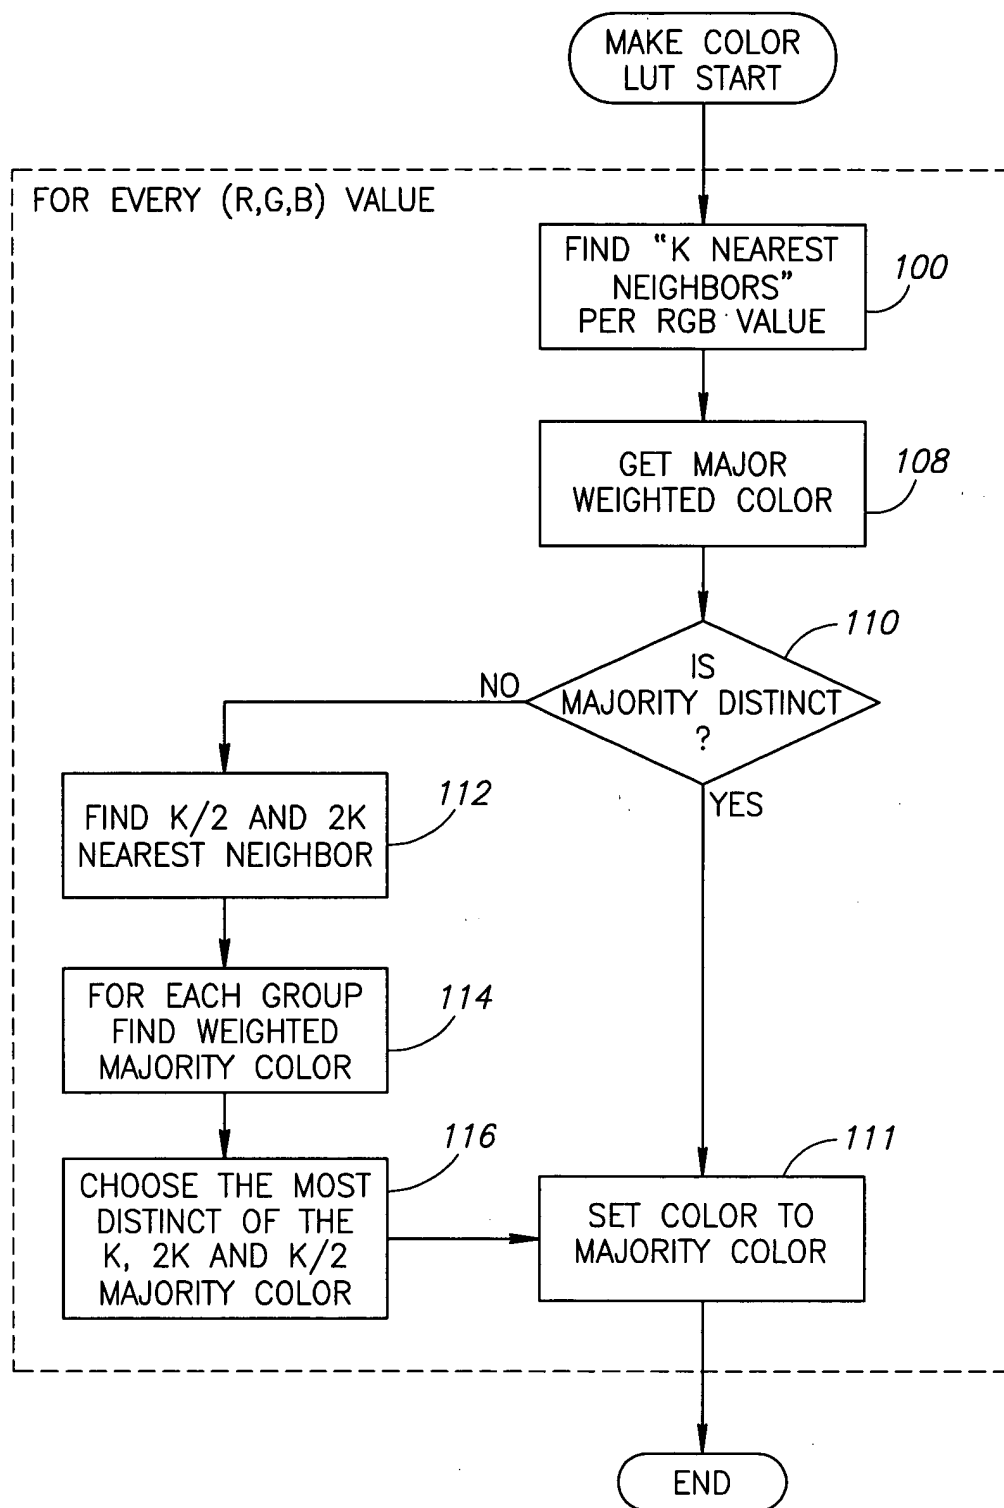 MAKE COLOR
LUT START
FOR EVERY (R,G,B) VALUE
FIND "K NEAREST
NEIGHBORS"
PER RGB VALUE
100
GET MAJOR
WEIGHTED COLOR
108
110
IS
MAJORITY DISTINCT
?
NO
YES
FIND K/2 AND 2K
NEAREST NEIGHBOR
112
FOR EACH GROUP
FIND WEIGHTED
MAJORITY COLOR
114
CHOOSE THE MOST
DISTINCT OF THE
K, 2K AND K/2
MAJORITY COLOR
116
SET COLOR TO
MAJORITY COLOR
111
END